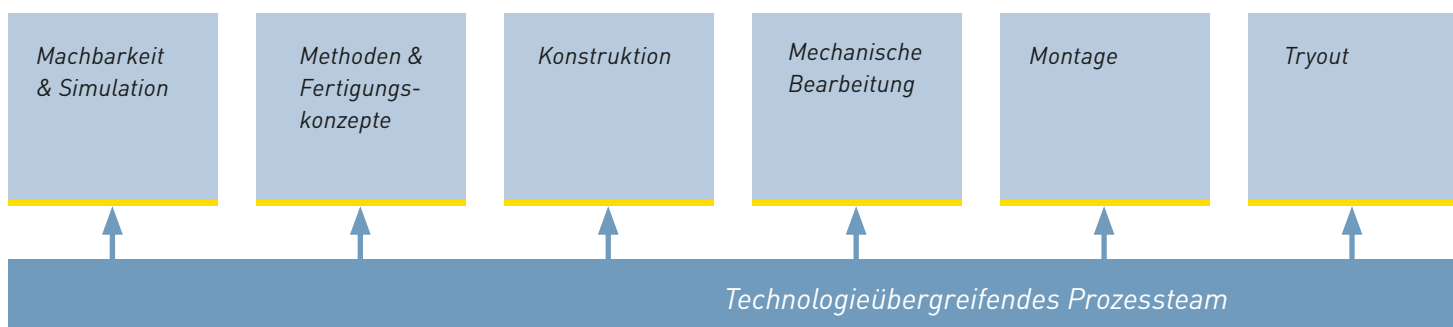 Machbarkeit
& Simulation
Methoden &
Fertigungs-
konzepte
Konstruktion
Mechanische
Bearbeitung
Montage
Tryout
Technologieübergreifendes Prozessteam